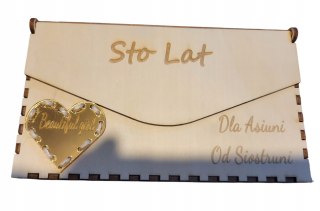 Sto Lat
Beautiful girl
Dla Asiuni
Od Siostruni